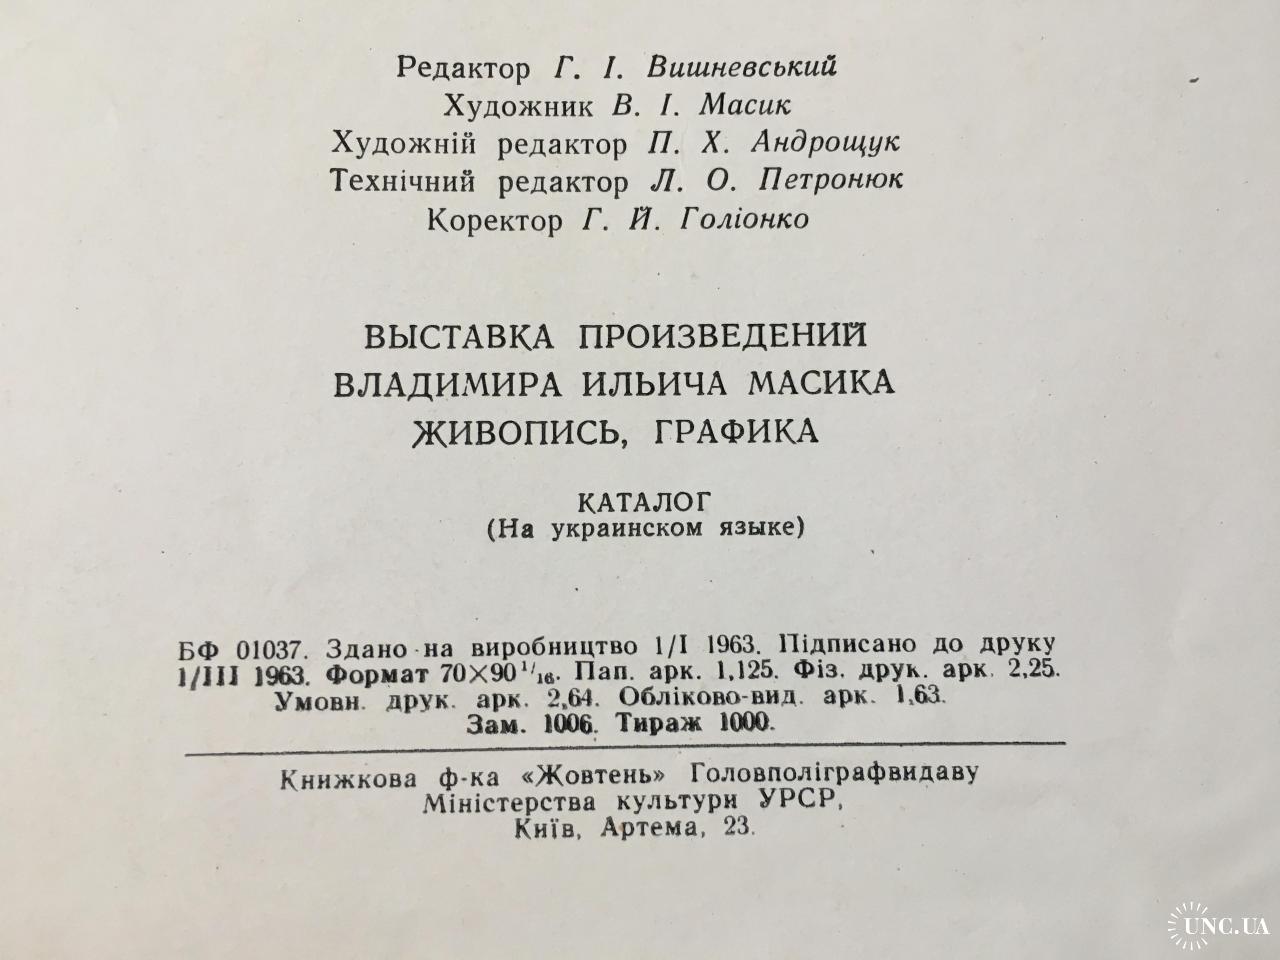 Редактор Г. І. Вишневський
Художник В. І. Масик
Художній редактор П. Х. Андрощук
Технічний редактор Л. О. Петронюк
Коректор Г. Й. Голіонко
ВЫСТАВКА ПРОИЗВЕДЕНИЙ
ВЛАДИМИРА ИЛЬИЧА МАСИКА
ЖИВОПИСЬ, ГРАФИКА
КАТАЛОГ
(На украинском языке)
БФ 01037. Здано на виробництво 1/I 1963. Підписано до друку
1/III 1963. Формат 70×90 1/16. Пап. арк. 1,125. Фіз. друк. арк. 2,25.
Умовн. друк. арк. 2,64. Обліково-вид. арк. 1,63.
Зам. 1006. Тираж 1000.
Книжкова ф-ка «Жовтень» Головполіграфвидаву
Міністерства культури УРСР,
Київ, Артема, 23.
UNC.UA